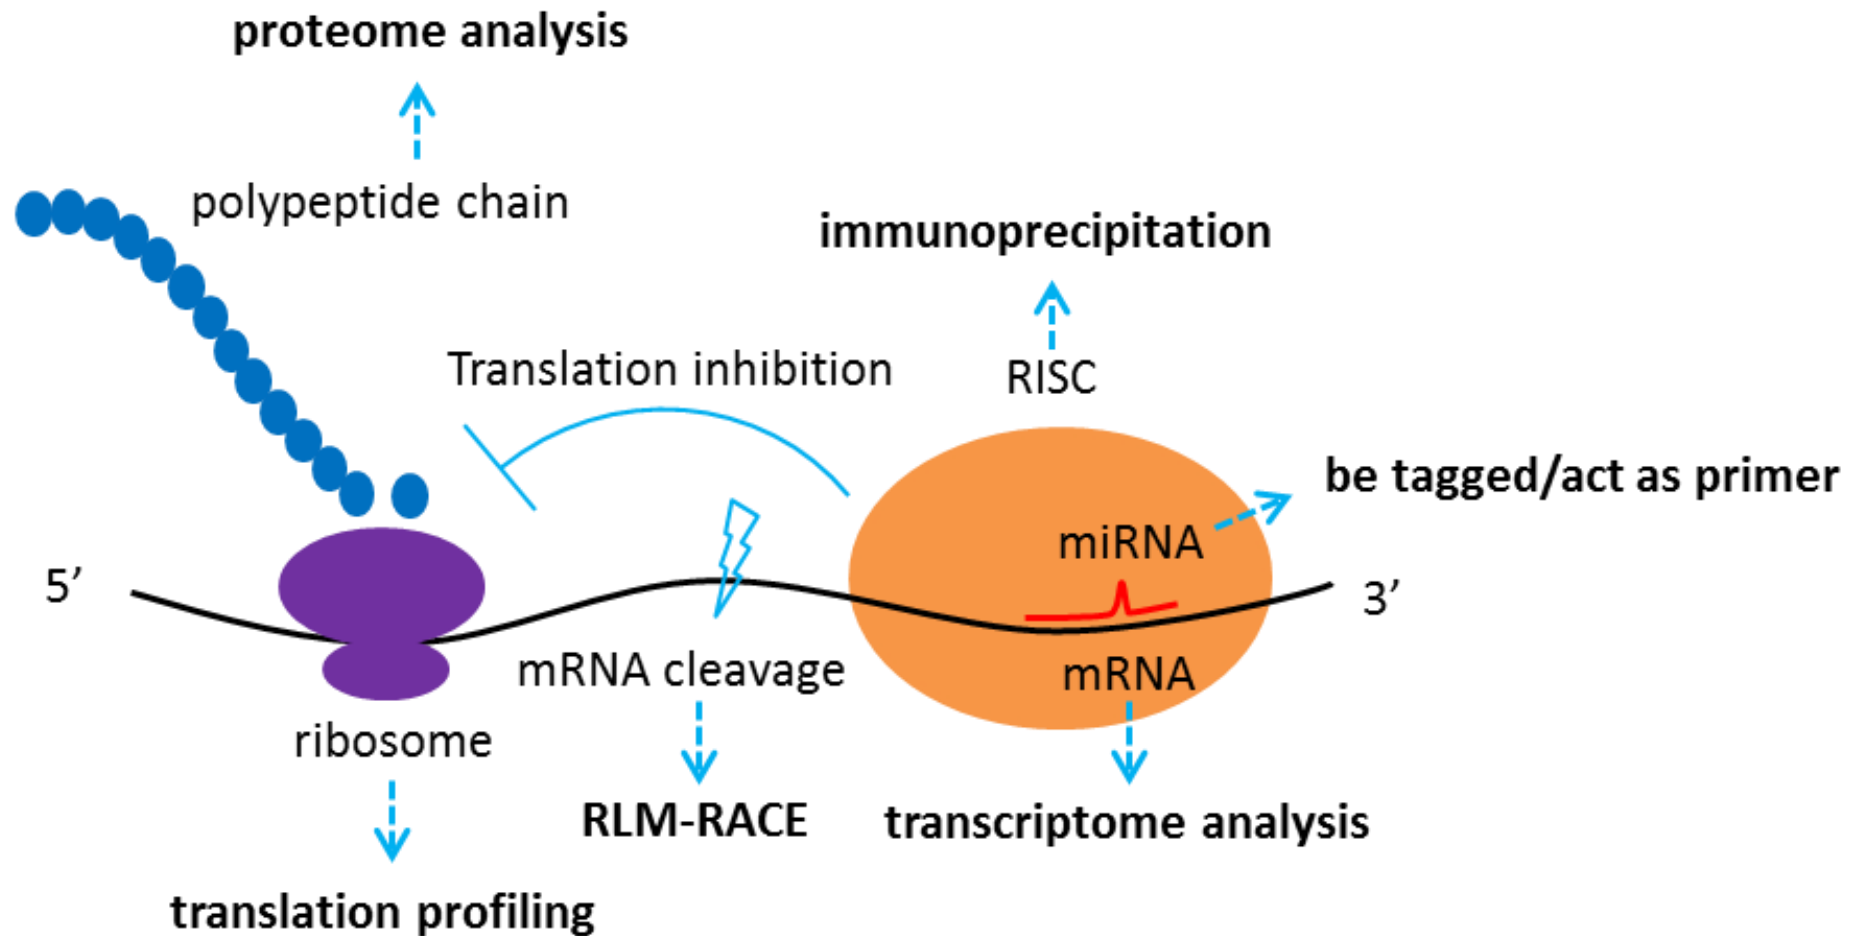 proteome analysis
polypeptide chain
immunoprecipitation
Translation inhibition
RISC
be tagged/act as primer
miRNA
5’
3’
mRNA cleavage
mRNA
ribosome
RLM-RACE
transcriptome analysis
translation profiling